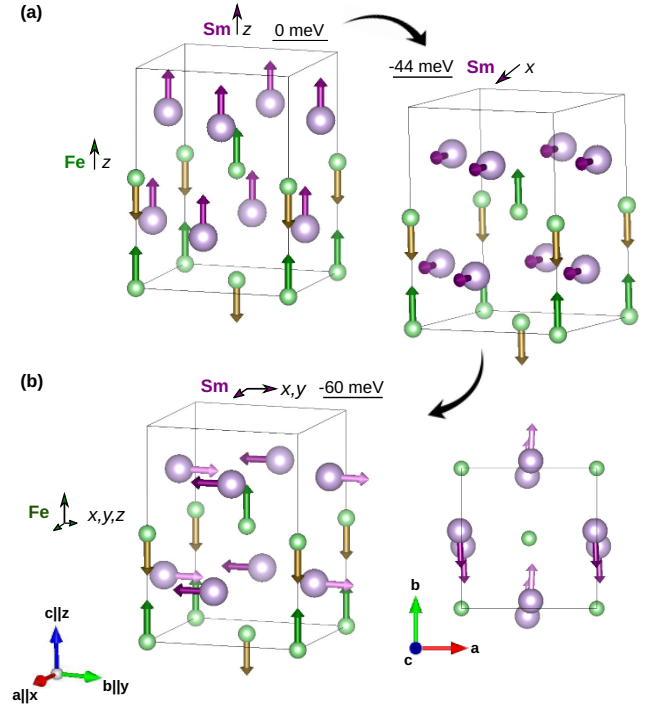 (a)
Sm z 0 meV
-44 meV Sm x
Fe z
(b)
Sm x,y -60 meV
Fe x,y,z
c||z
a||x
b||y
b
c
a